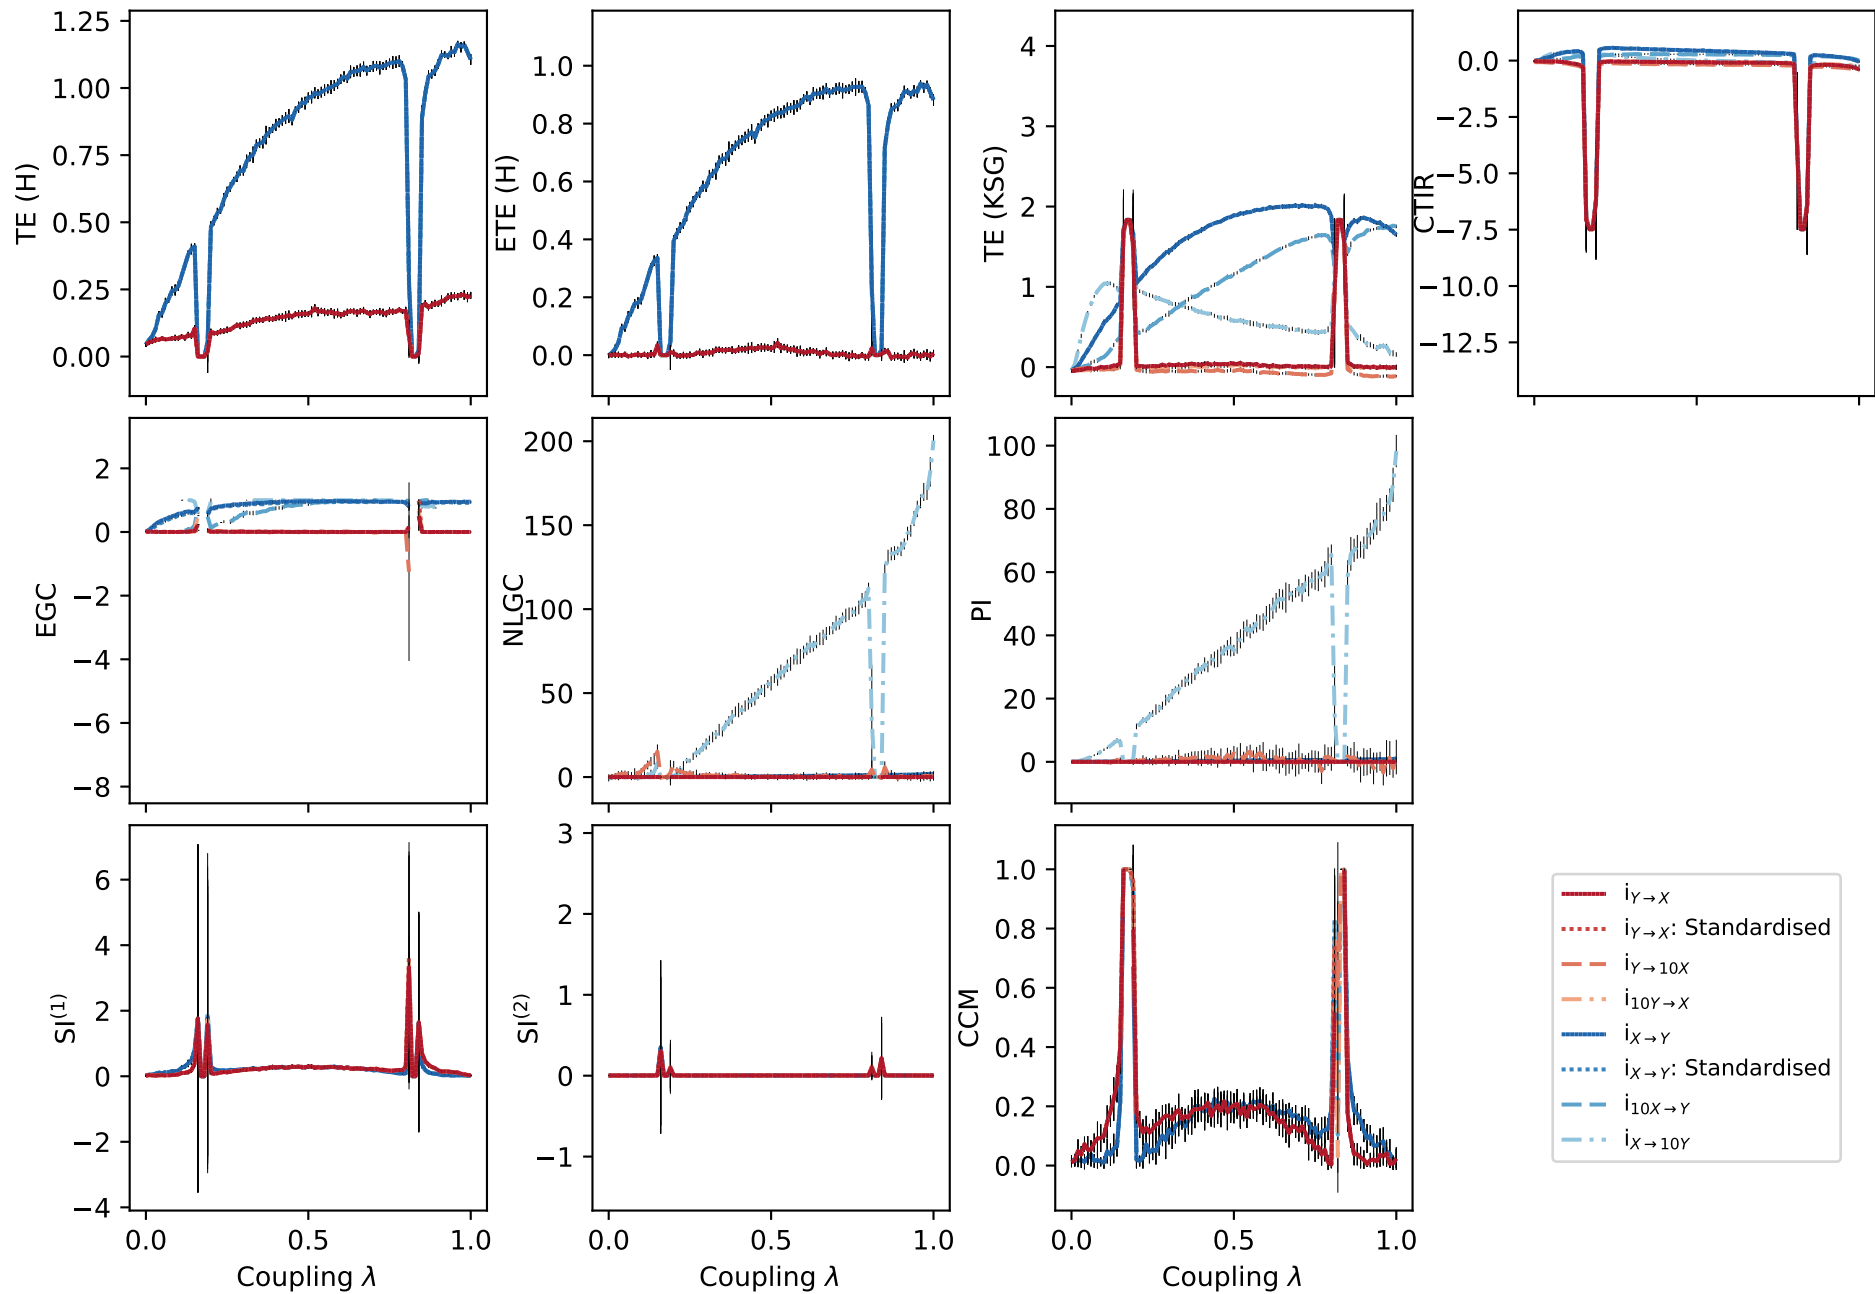 TE (H)
1.25
1.00
0.75
0.50
0.25
0.00
ETE (H)
1.0
0.8
0.6
0.4
0.2
0.0
TE (KSG)
4
3
2
1
0
CTIR
0.0
−2.5
−5.0
−7.5
−10.0
−12.5
EGC
2
0
−2
−4
−6
−8
NLGC
200
150
100
50
0
PI
100
80
60
40
20
0
SI(1)
6
4
2
0
−2
−4
0.0 0.5 1.0
Coupling λ
SI(2)
3
2
1
0
−1
0.0 0.5 1.0
Coupling λ
CCM
1.0
0.8
0.6
0.4
0.2
0.0
0.0 0.5 1.0
Coupling λ
iY→X
iY→X: Standardised
iY→10X
i10Y→X
iX→Y
iX→Y: Standardised
i10X→Y
iX→10Y